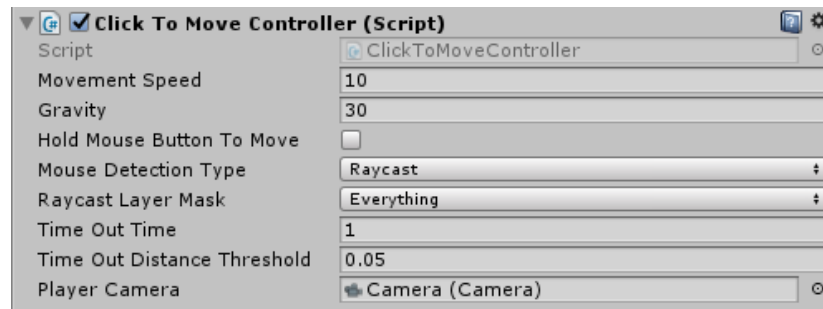 Click To Move Controller (Script)
Script ClickToMoveController
Movement Speed 10
Gravity 30
Hold Mouse Button To Move
Mouse Detection Type Raycast
Raycast Layer Mask Everything
Time Out Time 1
Time Out Distance Threshold 0.05
Player Camera Camera (Camera)